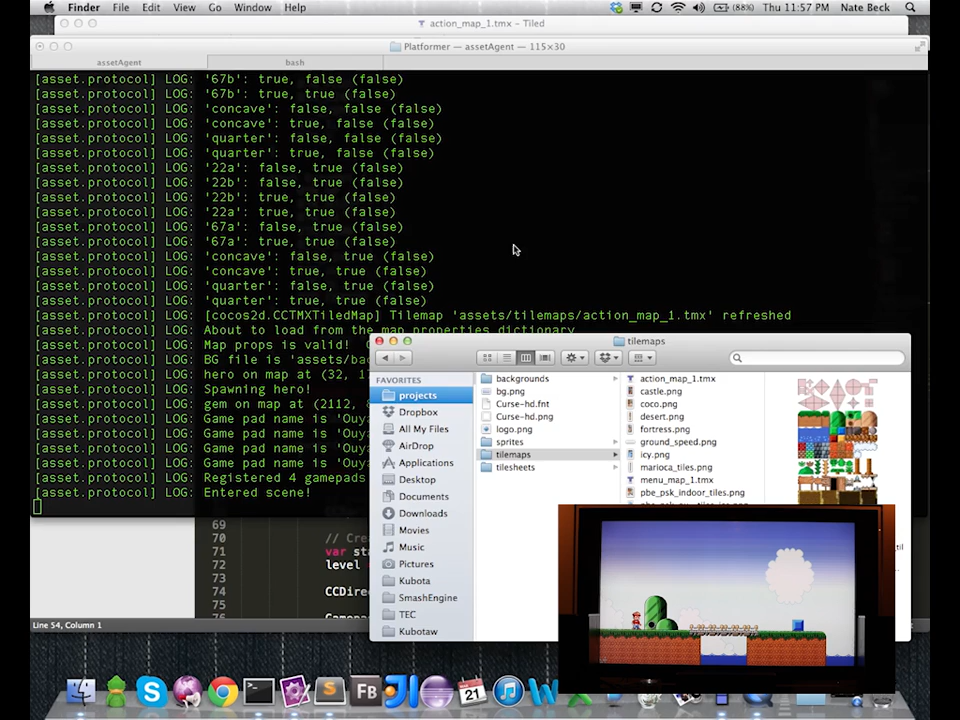 Finder File Edit View Go Window Help (88%) Thu 11:57 PM Nate Beck
action_map_1.tmx - Tiled
Platformer — assetAgent — 115×30
assetAgent bash
[asset.protocol] LOG: '67b': true, false (false)
[asset.protocol] LOG: '67b': true, true (false)
[asset.protocol] LOG: 'concave': false, false (false)
[asset.protocol] LOG: 'concave': true, false (false)
[asset.protocol] LOG: 'quarter': false, false (false)
[asset.protocol] LOG: 'quarter': true, false (false)
[asset.protocol] LOG: '22a': false, true (false)
[asset.protocol] LOG: '22b': false, true (false)
[asset.protocol] LOG: '22b': true, true (false)
[asset.protocol] LOG: '22a': true, true (false)
[asset.protocol] LOG: '67a': false, true (false)
[asset.protocol] LOG: '67a': true, true (false)
[asset.protocol] LOG: 'concave': false, true (false)
[asset.protocol] LOG: 'concave': true, true (false)
[asset.protocol] LOG: 'quarter': false, true (false)
[asset.protocol] LOG: 'quarter': true, true (false)
[asset.protocol] LOG: [cocos2d.CCTMXTiledMap] Tilemap 'assets/tilemaps/action_map_1.tmx' refreshed
[asset.protocol] LOG: About to load from the map properties dictionary
[asset.protocol] LOG: Map props is valid!
[asset.protocol] LOG: BG file is 'assets/ba
[asset.protocol] LOG: hero on map at (32, 1
[asset.protocol] LOG: Spawning hero!
[asset.protocol] LOG: gem on map at (2112,
[asset.protocol] LOG: Game pad name is 'Ouy
[asset.protocol] LOG: Game pad name is 'Ouy
[asset.protocol] LOG: Game pad name is 'Ouy
[asset.protocol] LOG: Game pad name is 'Ouy
[asset.protocol] LOG: Registered 4 gamepads
[asset.protocol] LOG: Entered scene!
69
70 // Cre
71 var sta
72 level
73
74 CCDire
75
76 Gamep
Line 54, Column 1
tilemaps
FAVORITES
projects
Dropbox
All My Files
AirDrop
Applications
Desktop
Documents
Downloads
Movies
Music
Pictures
Kubota
SmashEngine
TEC
Kubotaw
backgrounds
bg.png
Curse-hd.fnt
Curse-hd.png
logo.png
sprites
tilemaps
tilesheets
action_map_1.tmx
castle.png
coco.png
desert.png
fortress.png
ground_speed.png
icy.png
marioca_tiles.png
menu_map_1.tmx
pbe_psk_indoor_tiles.png
FB
21